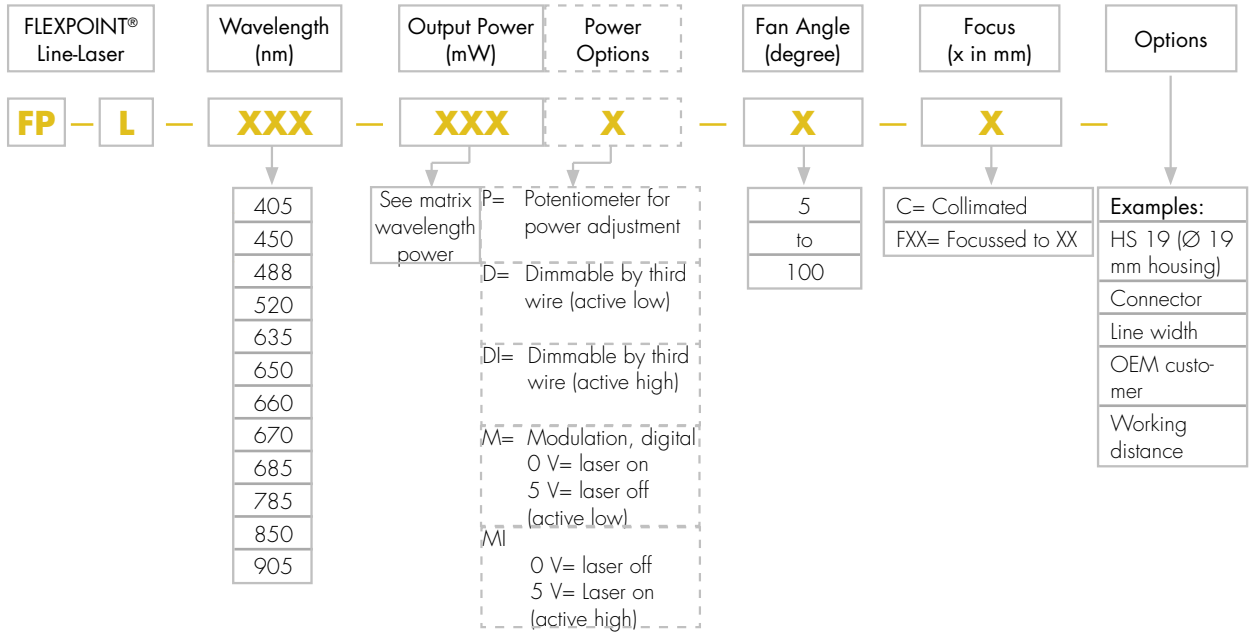 FLEXPOINT®
Line-Laser
Wavelength
(nm)
Output Power
(mW)
Power
Options
Fan Angle
(degree)
Focus
(x in mm)
Options
FP — L — XXX — XXX X — X — X —
405
450
488
520
635
650
660
670
685
785
850
905
See matrix
wavelength
power
P= Potentiometer for
power adjustment
D= Dimmable by third
wire (active low)
DI= Dimmable by third
wire (active high)
M= Modulation, digital
0 V= laser on
5 V= laser off
(active low)
MI
0 V= laser off
5 V= Laser on
(active high)
5
to
100
C= Collimated
FXX= Focussed to XX
Examples:
HS 19 (Ø 19
mm housing)
Connector
Line width
OEM custo-
mer
Working
distance